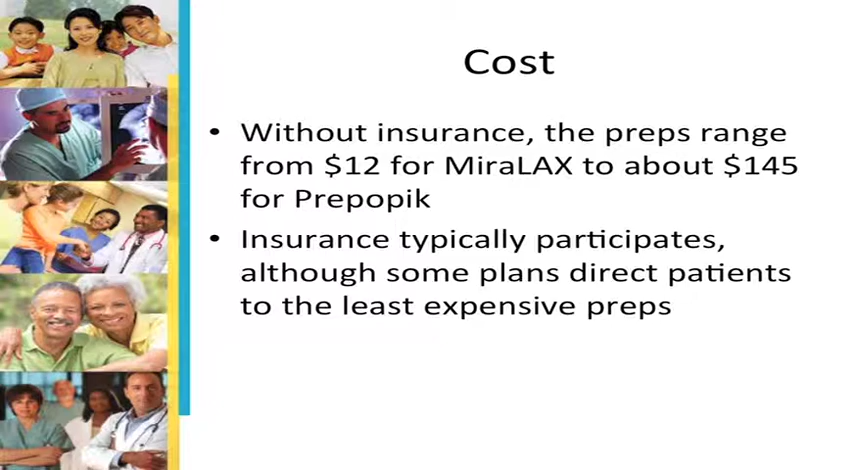 Cost
• Without insurance, the preps range
from $12 for MiraLAX to about $145
for Prepopik
• Insurance typically participates,
although some plans direct patients
to the least expensive preps